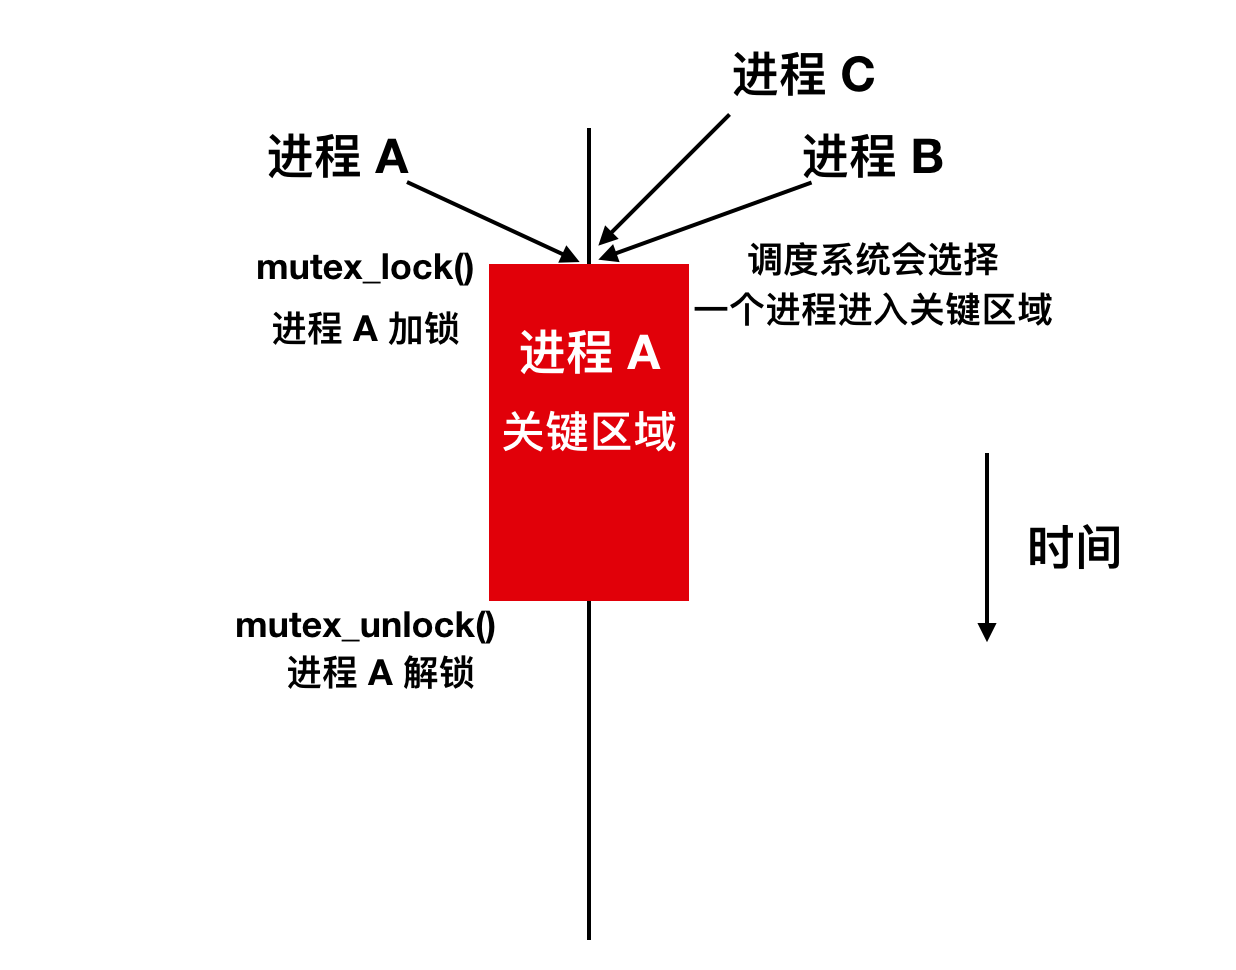 进程 C
进程 A
进程 B
mutex_lock()
进程 A 加锁
调度系统会选择
一个进程进入关键区域
进程 A
关键区域
时间
mutex_unlock()
进程 A 解锁